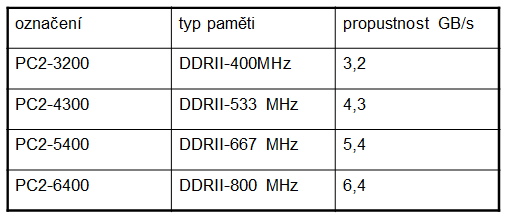 označení typ paměti propustnost GB/s
PC2-3200 DDRII-400MHz 3,2
PC2-4300 DDRII-533 MHz 4,3
PC2-5400 DDRII-667 MHz 5,4
PC2-6400 DDRII-800 MHz 6,4